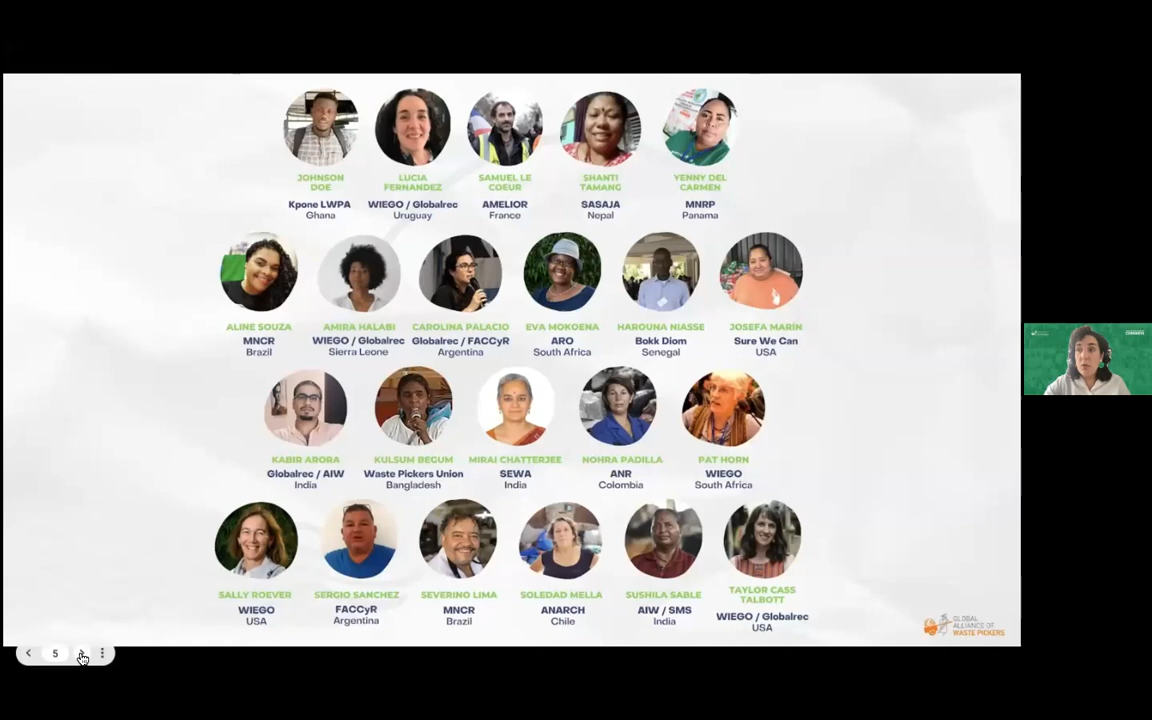 JOHNSON DOE
Kpone LWPA
Ghana
LUCIA FERNANDEZ
WIEGO / Globalrec
Uruguay
SAMUEL LE COEUR
AMELIOR
France
SHANTI TAMANG
SASAJA
Nepal
YENNY DEL CARMEN
MNRP
Panama
ALINE SOUZA
MNCR
Brazil
AMIRA HALABI
WIEGO / Globalrec
Sierra Leone
CAROLINA PALACIO
Globalrec / FACCyR
Argentina
EVA MOKOENA
ARO
South Africa
HAROUNA NIASSE
Bokk Diom
Senegal
JOSEFA MARIN
Sure We Can
USA
KABIR ARORA
Globalrec / AIW
India
KULSUM BEGUM
Waste Pickers Union
Bangladesh
MIRAI CHATTERJEE
SEWA
India
NOHRA PADILLA
ANR
Colombia
PAT HORN
WIEGO
South Africa
SALLY ROEVER
WIEGO
USA
SERGIO SANCHEZ
FACCyR
Argentina
SEVERINO LIMA
MNCR
Brazil
SOLEDAD MELLA
ANARCH
Chile
SUSHILA SABLE
AIW / SMS
India
TAYLOR CASS TALBOTT
WIEGO / Globalrec
USA
GLOBAL
ALLIANCE OF
WASTE PICKERS
5